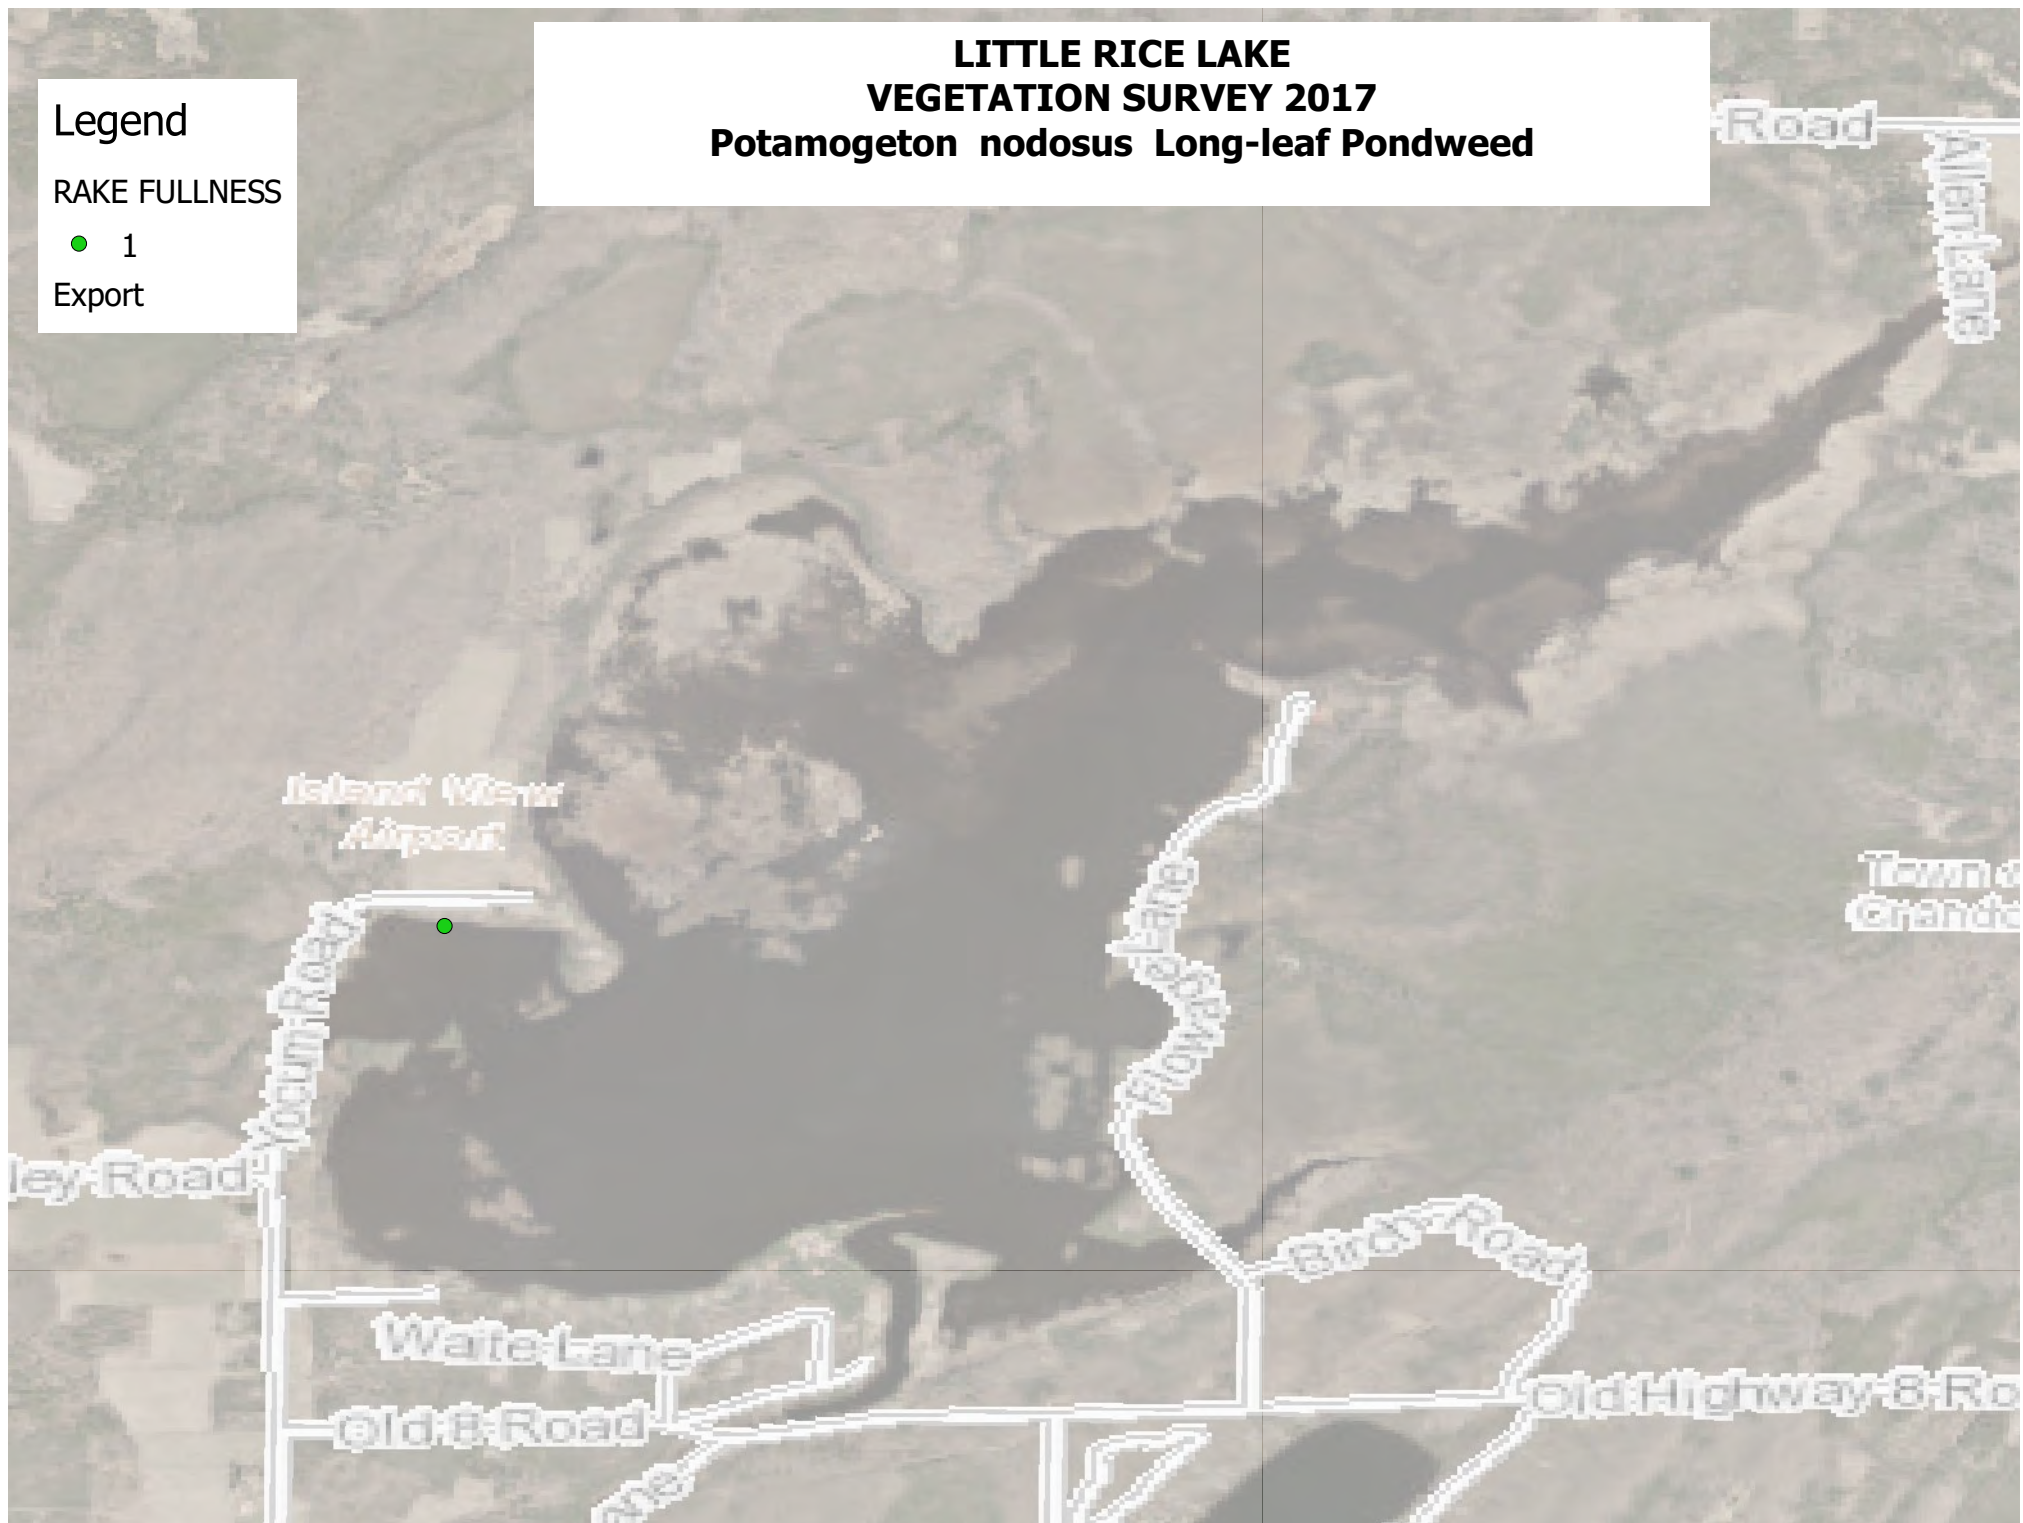 LITTLE RICE LAKE
VEGETATION SURVEY 2017
Potamogeton nodosus Long-leaf Pondweed
Legend
RAKE FULLNESS
1
Export
Road
Allen Lane
Island View
Airport
Yocum Road
ley Road
Flowage Lane
Town o
Grando
Birch Road
Waite Lane
Old 8 Road
Old Highway 8 Ro